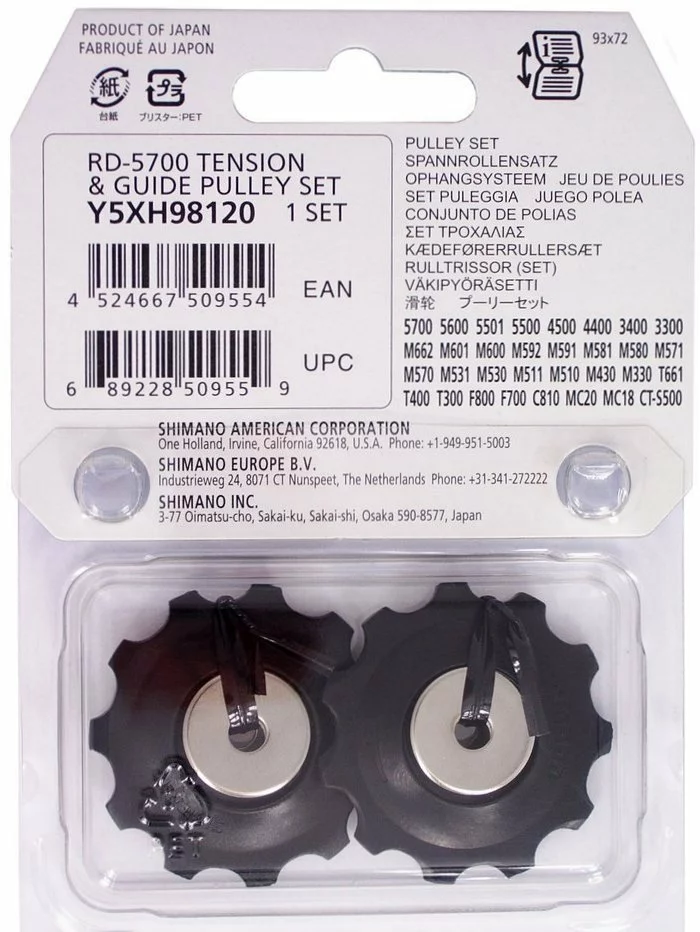 PRODUCT OF JAPAN
FABRIQUÉ AU JAPON
93x72
紙
プラ
台紙
ブリスター:PET
RD-5700 TENSION
& GUIDE PULLEY SET
Y5XH98120 1 SET
4 524667 509554
EAN
6 89228 50955 9
UPC
PULLEY SET
SPANNROLLENSATZ
OPHANGSYSTEEM JEU DE POULIES
SET PULEGGIA JUEGO POLEA
CONJUNTO DE POLIAS
ΣΕΤ ΤΡΟΧΑΛΙΑΣ
KÆDEFØRERRULLERSÆT
RULLTRISSOR (SET)
VÄKIPYÖRÄSETTI
滑轮 プーリーセット
5700 5600 5501 5500 4500 4400 3400 3300
M662 M601 M600 M592 M591 M581 M580 M571
M570 M531 M530 M511 M510 M430 M330 T661
T400 T300 F800 F700 C810 MC20 MC18 CT-S500
SHIMANO AMERICAN CORPORATION
One Holland, Irvine, California 92618, U.S.A. Phone: +1-949-951-5003
SHIMANO EUROPE B.V.
Industrieweg 24, 8071 CT Nunspeet, The Netherlands Phone: +31-341-272222
SHIMANO INC.
3-77 Oimatsu-cho, Sakai-ku, Sakai-shi, Osaka 590-8577, Japan
PET